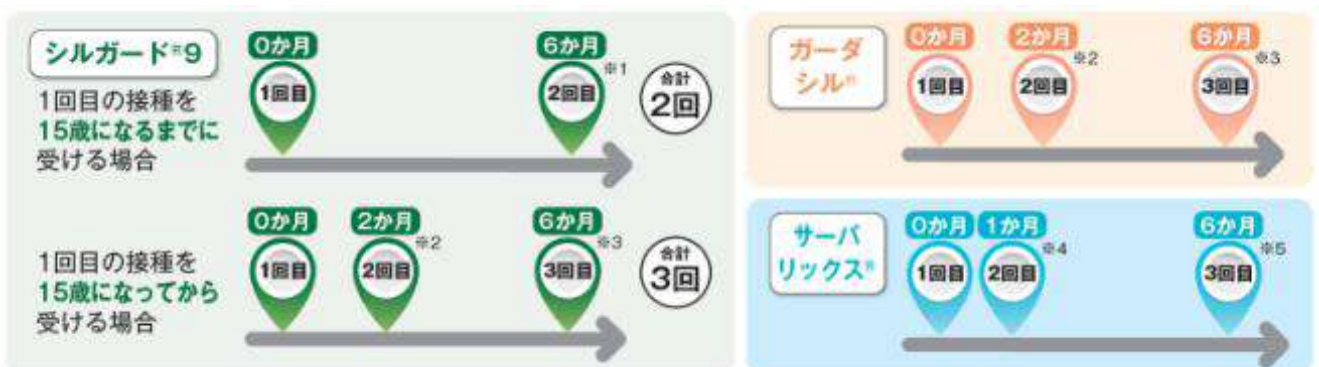 シルガード®9
1回目の接種を
15歳になるまでに
受ける場合
0か月
1回目
6か月
※1
2回目
合計
2回
1回目の接種を
15歳になってから
受ける場合
0か月
1回目
2か月
※2
2回目
6か月
※3
3回目
合計
3回
ガーダ
シル®
0か月
1回目
2か月
※2
2回目
6か月
※3
3回目
サーバ
リックス®
0か月
1回目
1か月
※4
2回目
6か月
※5
3回目